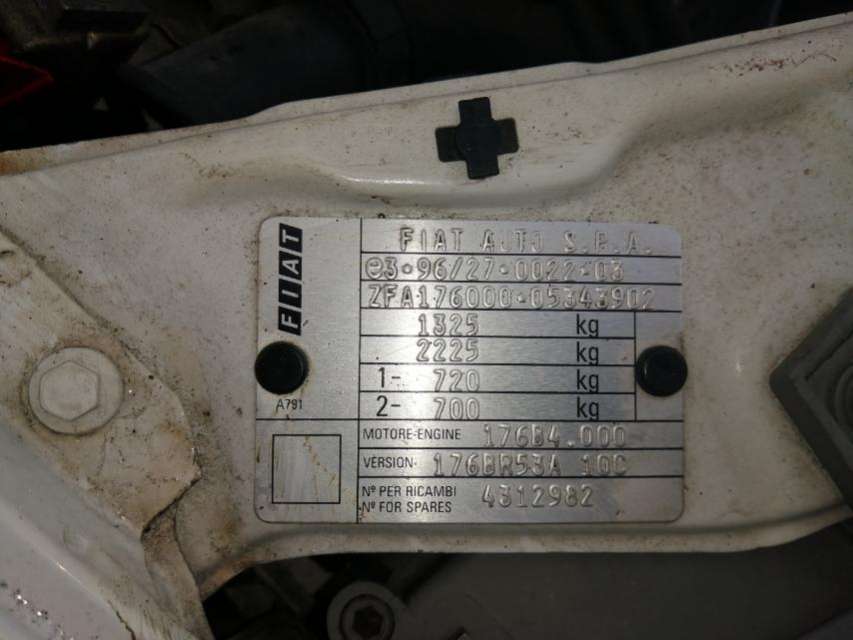 FIAT
FIAT AUTO S.P.A.
e3*96/27*0022*03
ZFA176000*05343902
1325 kg
2225 kg
1- 720 kg
2- 700 kg
A791
MOTORE-ENGINE 176B4.000
VERSION 176BR53A 10C
Nº PER RICAMBI
Nº FOR SPARES 4312982